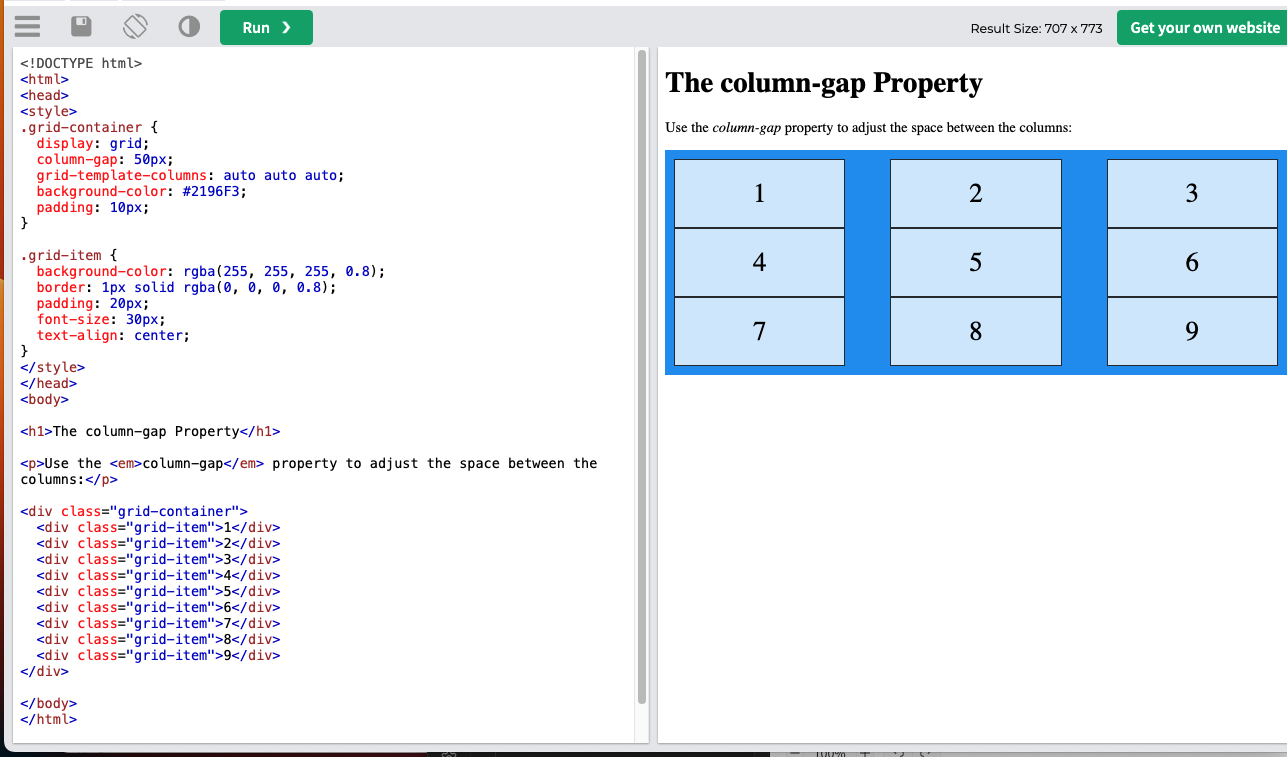 Run ❯
Result Size: 707 x 773
Get your own website
<!DOCTYPE html>
<html>
<head>
<style>
.grid-container {
  display: grid;
  column-gap: 50px;
  grid-template-columns: auto auto auto;
  background-color: #2196F3;
  padding: 10px;
}

.grid-item {
  background-color: rgba(255, 255, 255, 0.8);
  border: 1px solid rgba(0, 0, 0, 0.8);
  padding: 20px;
  font-size: 30px;
  text-align: center;
}
</style>
</head>
<body>

<h1>The column-gap Property</h1>

<p>Use the <em>column-gap</em> property to adjust the space between the
columns:</p>

<div class="grid-container">
  <div class="grid-item">1</div>
  <div class="grid-item">2</div>
  <div class="grid-item">3</div>
  <div class="grid-item">4</div>
  <div class="grid-item">5</div>
  <div class="grid-item">6</div>
  <div class="grid-item">7</div>
  <div class="grid-item">8</div>
  <div class="grid-item">9</div>
</div>

</body>
</html>
The column-gap Property
Use the column-gap property to adjust the space between the columns:
1 2 3
4 5 6
7 8 9
100%